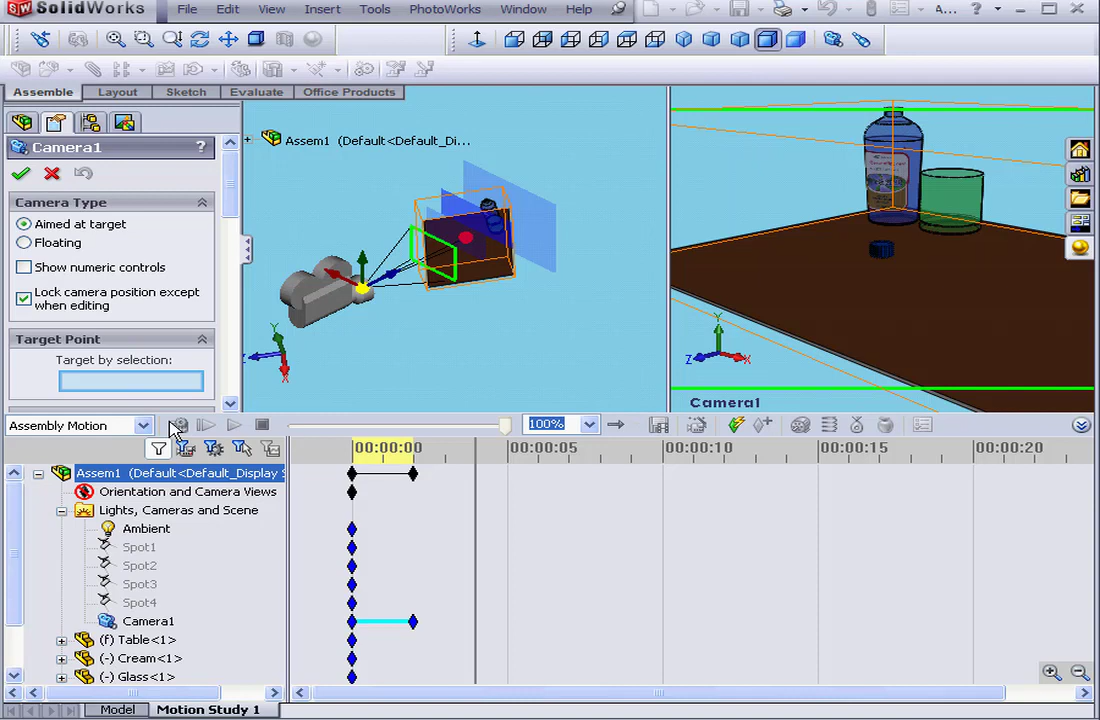 SW SolidWorks File Edit View Insert Tools PhotoWorks Window Help A... ?
Assemble Layout Sketch Evaluate Office Products
Camera1 ?
Assem1 (Default<Default_Di...
Camera Type
Aimed at target
Floating
Show numeric controls
Lock camera position except
when editing
Target Point
Target by selection:
Y
Z
X
Y
Z
X
Camera1
Assembly Motion 100%
00:00:00 00:00:05 00:00:10 00:00:15 00:00:20
Assem1 (Default<Default_Display S
Orientation and Camera Views
Lights, Cameras and Scene
Ambient
Spot1
Spot2
Spot3
Spot4
Camera1
(f) Table<1>
(-) Cream<1>
(-) Glass<1>
Model Motion Study 1